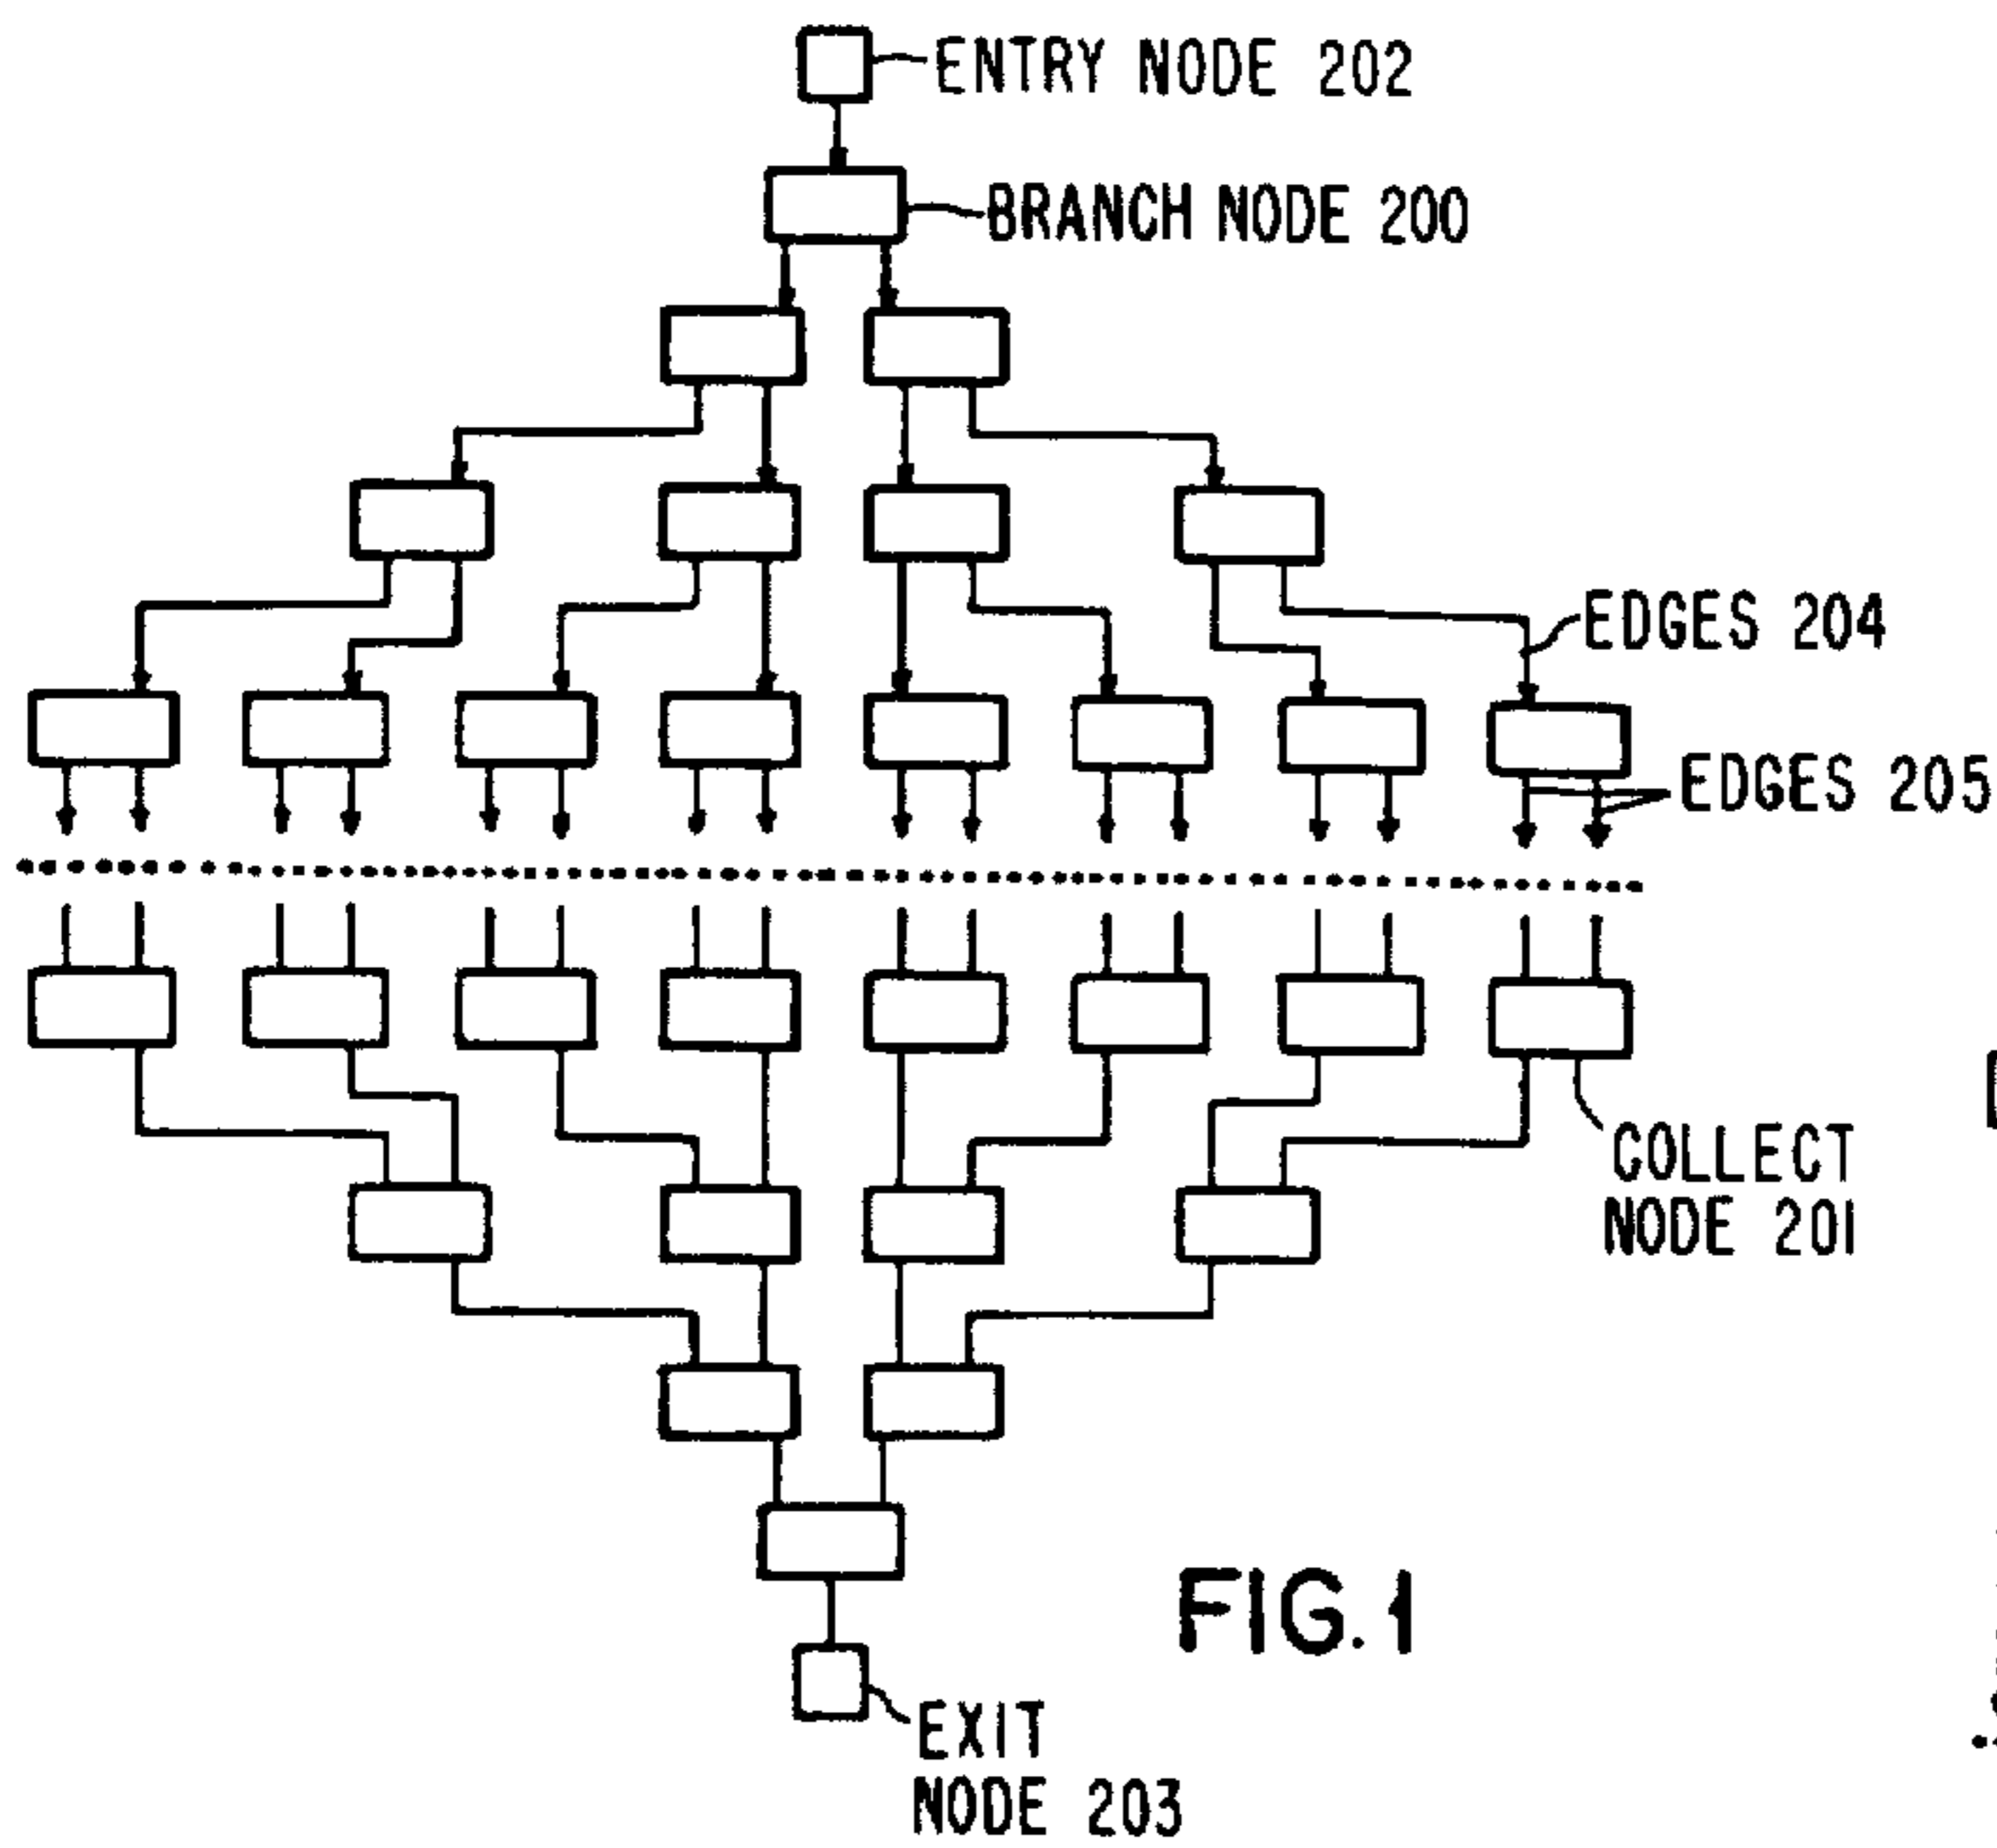 ENTRY NODE 202
BRANCH NODE 200
EDGES 204
EDGES 205
COLLECT
NODE 201
FIG. 1
EXIT
NODE 203